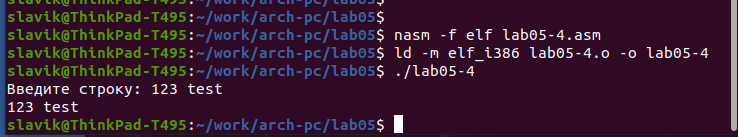 slavik@ThinkPad-T495:~/work/arch-pc/lab05$
slavik@ThinkPad-T495:~/work/arch-pc/lab05$ nasm -f elf lab05-4.asm
slavik@ThinkPad-T495:~/work/arch-pc/lab05$ ld -m elf_i386 lab05-4.o -o lab05-4
slavik@ThinkPad-T495:~/work/arch-pc/lab05$ ./lab05-4
Введите строку: 123 test
123 test
slavik@ThinkPad-T495:~/work/arch-pc/lab05$